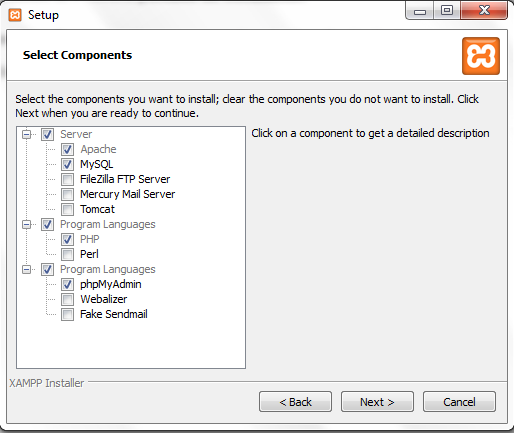 Setup
Select Components
Select the components you want to install; clear the components you do not want to install. Click
Next when you are ready to continue.
Server
Apache
MySQL
FileZilla FTP Server
Mercury Mail Server
Tomcat
Program Languages
PHP
Perl
Program Languages
phpMyAdmin
Webalizer
Fake Sendmail
Click on a component to get a detailed description
XAMPP Installer
< Back
Next >
Cancel